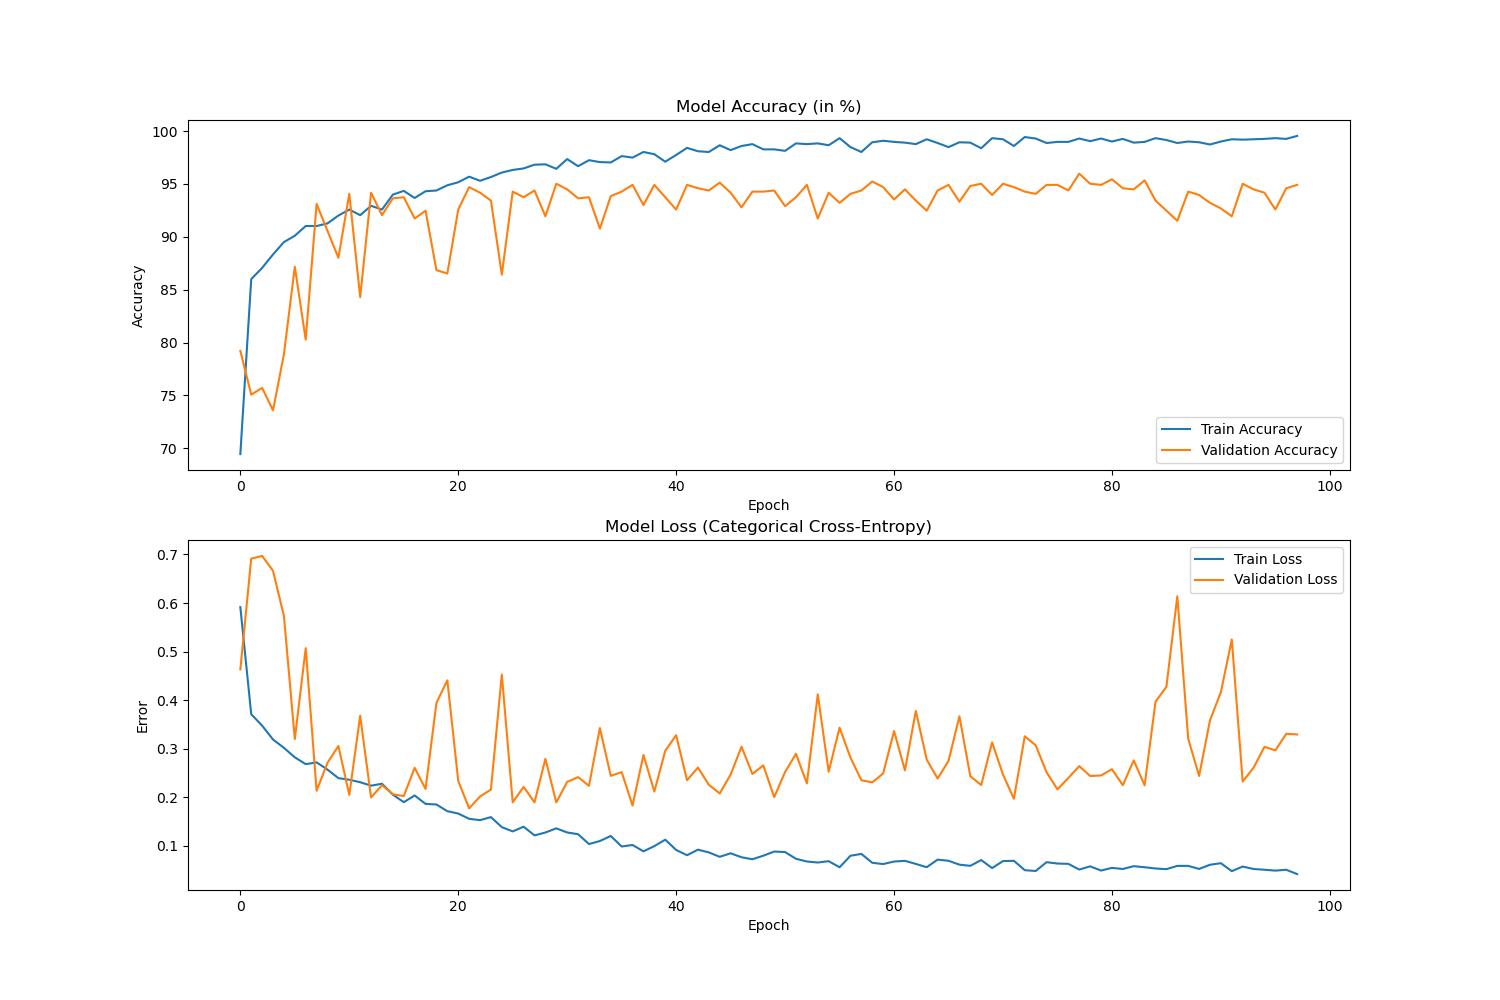 Model Accuracy (in %)
100
95
90
85
80
75
70
Accuracy
Train Accuracy
Validation Accuracy
0 20 40 60 80 100
Epoch
Model Loss (Categorical Cross-Entropy)
0.7
0.6
0.5
0.4
0.3
0.2
0.1
Error
Train Loss
Validation Loss
0 20 40 60 80 100
Epoch